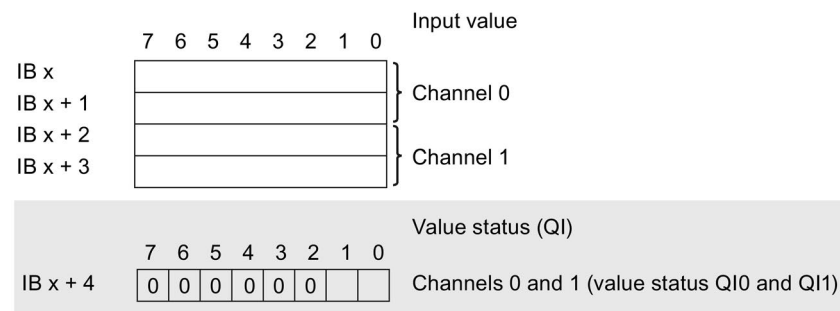 Input value
7 6 5 4 3 2 1 0
IB x
IB x + 1
Channel 0
IB x + 2
IB x + 3
Channel 1
Value status (QI)
7 6 5 4 3 2 1 0
IB x + 4 0 0 0 0 0 0 Channels 0 and 1 (value status QI0 and QI1)